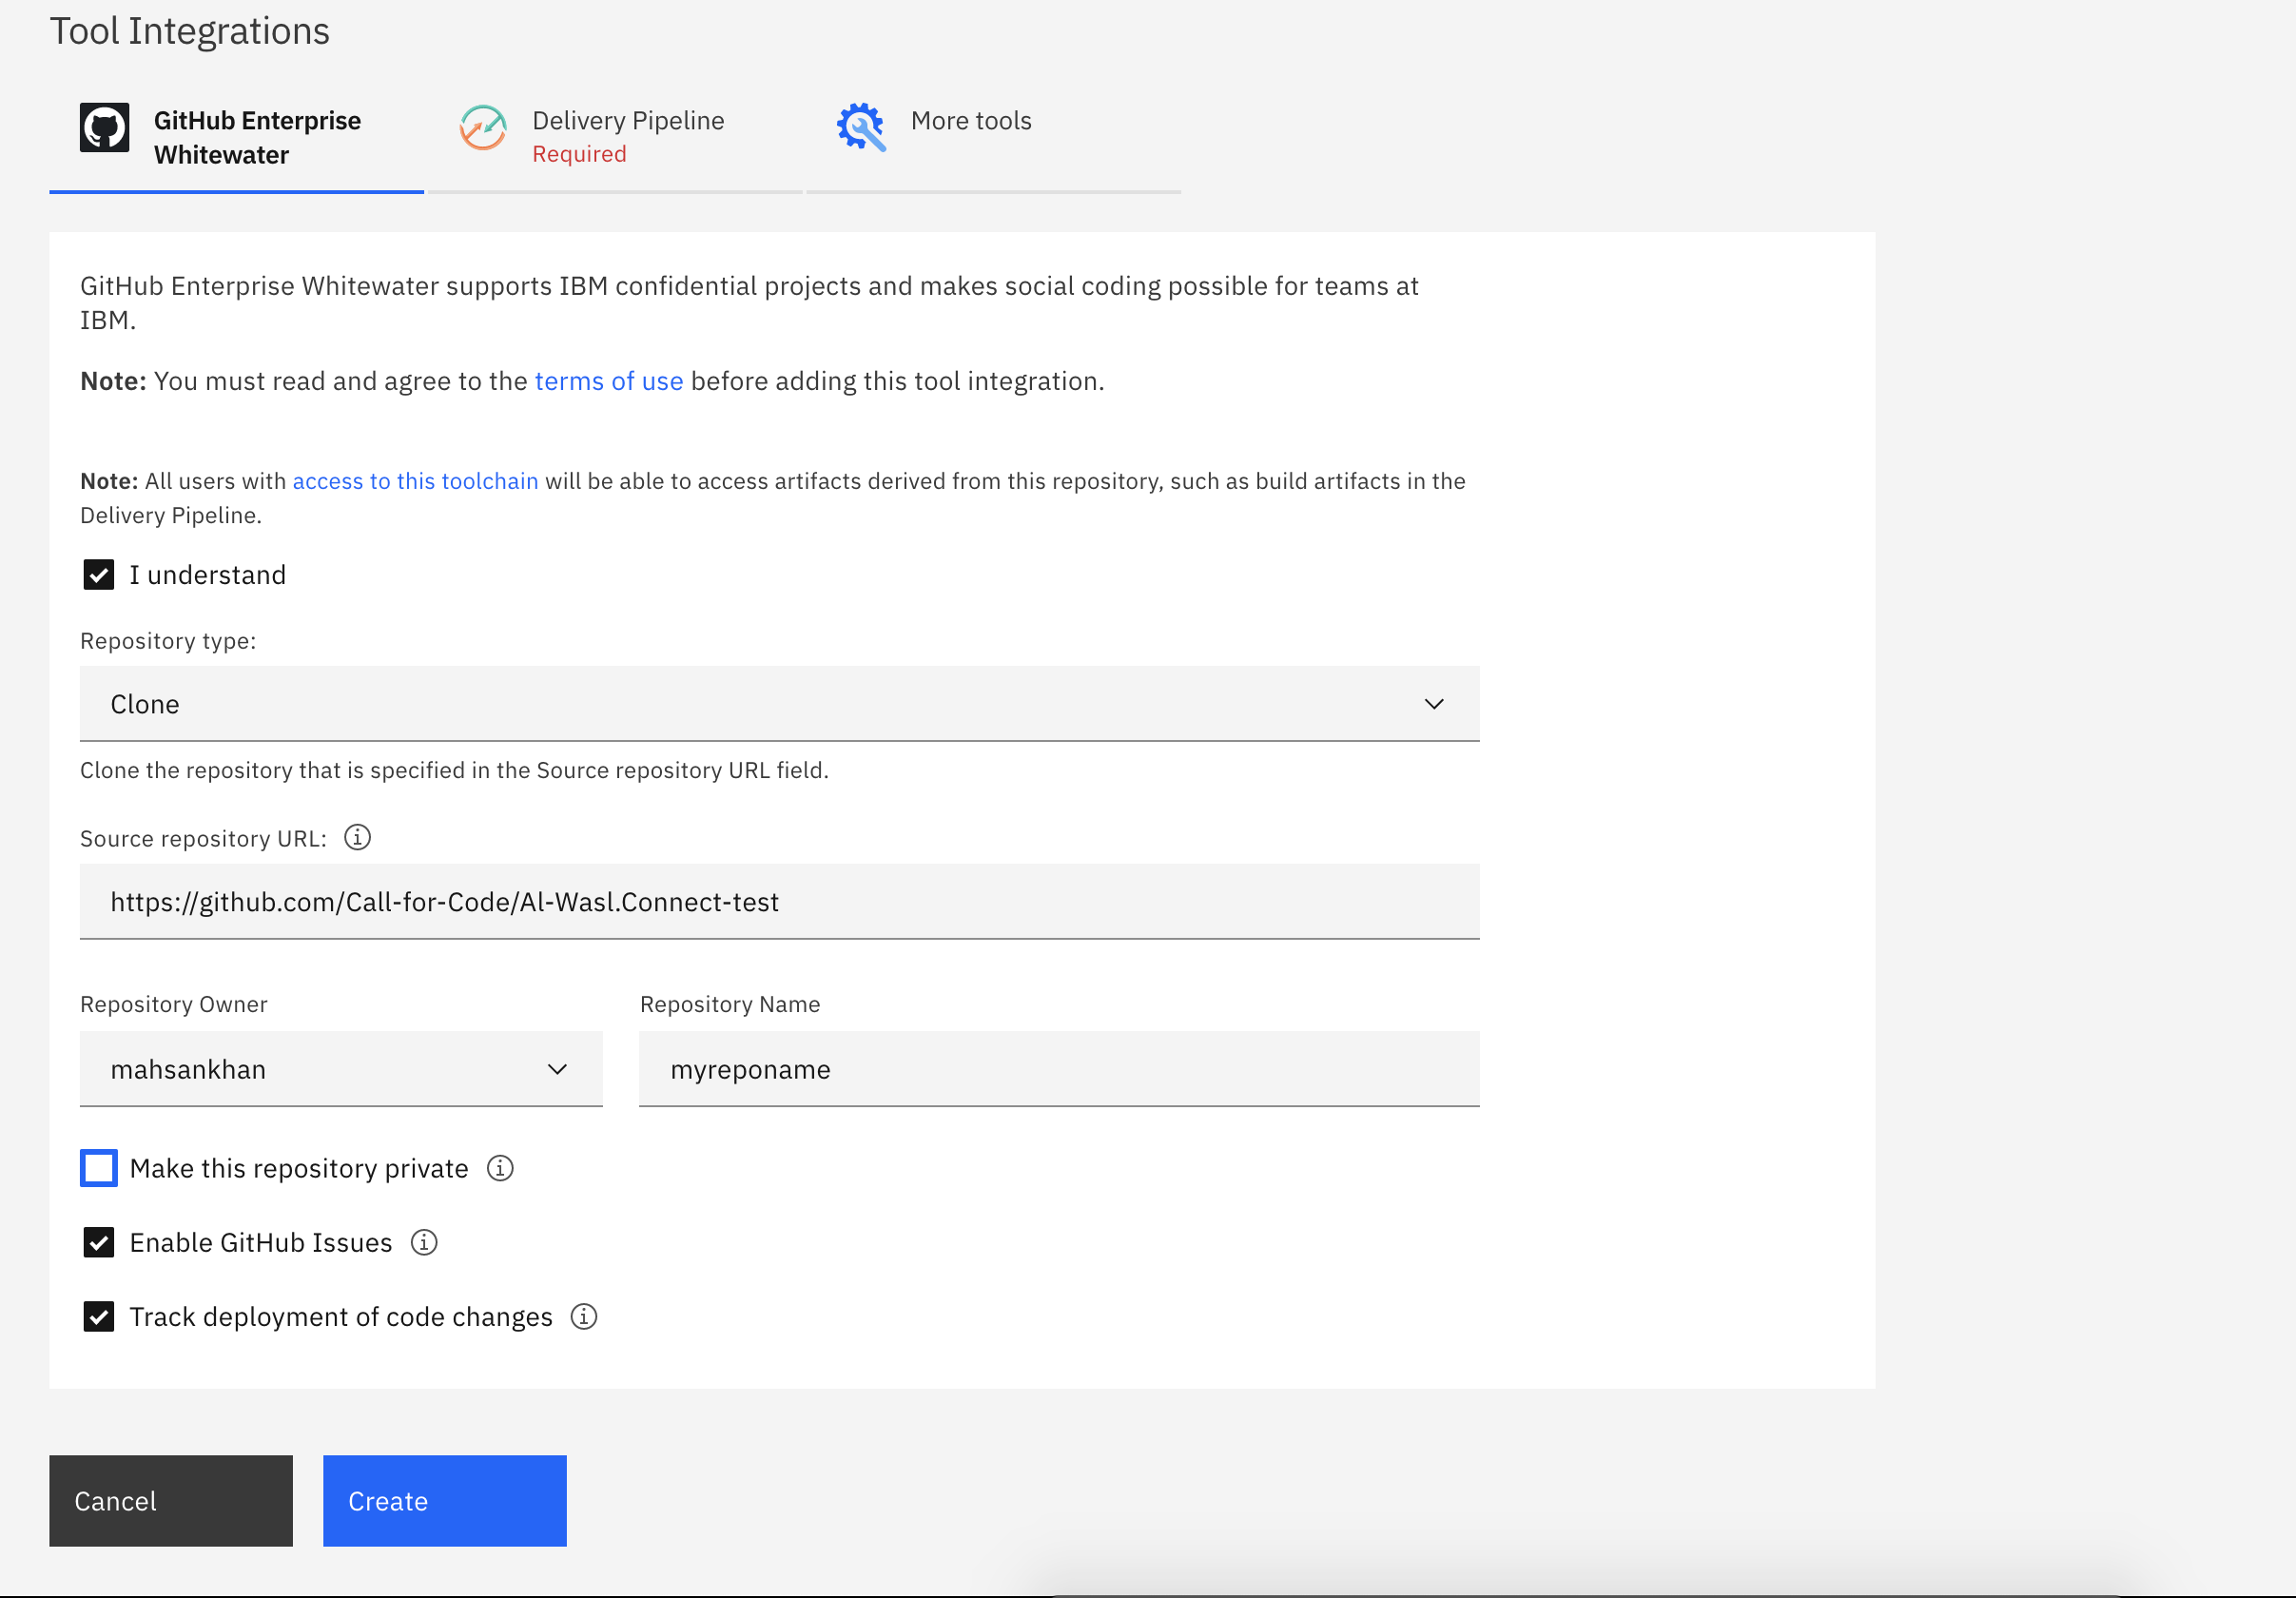 Tool Integrations
GitHub Enterprise
Whitewater
Delivery Pipeline
Required
More tools
GitHub Enterprise Whitewater supports IBM confidential projects and makes social coding possible for teams at
IBM.
Note: You must read and agree to the terms of use before adding this tool integration.
Note: All users with access to this toolchain will be able to access artifacts derived from this repository, such as build artifacts in the
Delivery Pipeline.
I understand
Repository type:
Clone
Clone the repository that is specified in the Source repository URL field.
Source repository URL:
https://github.com/Call-for-Code/Al-Wasl.Connect-test
Repository Owner
Repository Name
mahsankhan
myreponame
Make this repository private
Enable GitHub Issues
Track deployment of code changes
Cancel
Create